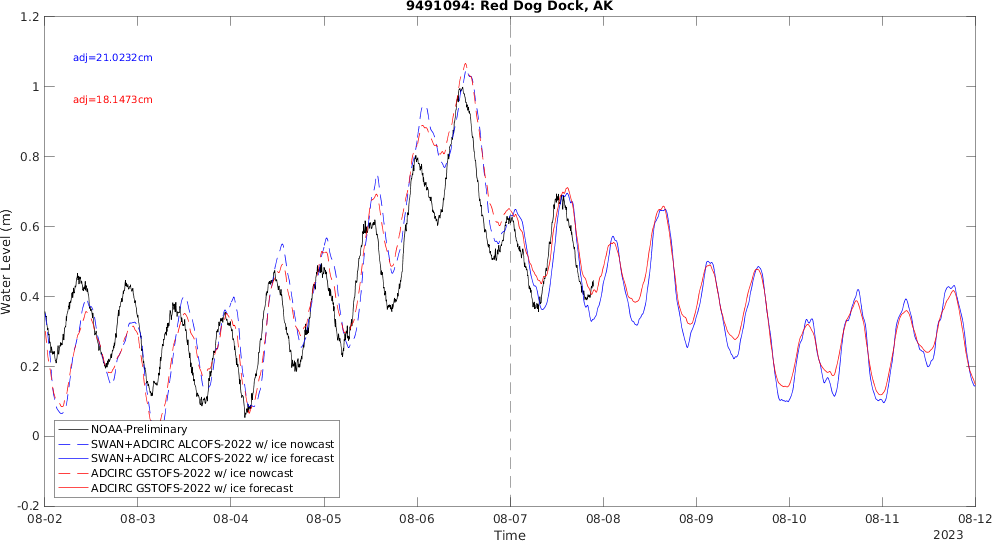 9491094: Red Dog Dock, AK
1.2
adj=21.0232cm
1
adj=18.1473cm
0.8
0.6
Water Level (m)
0.4
0.2
0
NOAA-Preliminary
SWAN+ADCIRC ALCOFS-2022 w/ ice nowcast
SWAN+ADCIRC ALCOFS-2022 w/ ice forecast
ADCIRC GSTOFS-2022 w/ ice nowcast
ADCIRC GSTOFS-2022 w/ ice forecast
-0.2
08-02 08-03 08-04 08-05 08-06 08-07 08-08 08-09 08-10 08-11 08-12
Time
2023